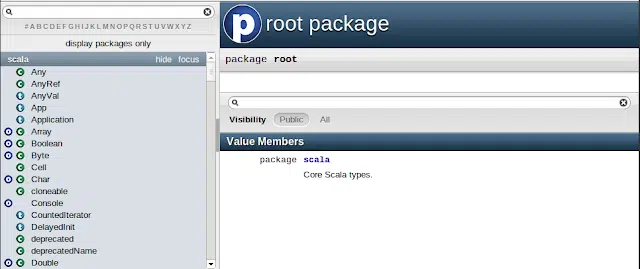 #ABCDEFGHIJKLMNOPQRSTUVWXYZ
display packages only
scala hide focus
Any
AnyRef
AnyVal
App
Application
Array
Boolean
Byte
Cell
Char
cloneable
Console
CountedIterator
DelayedInit
deprecated
deprecatedName
Double
p root package
package root
Visibility Public All
Value Members
package scala
Core Scala types.